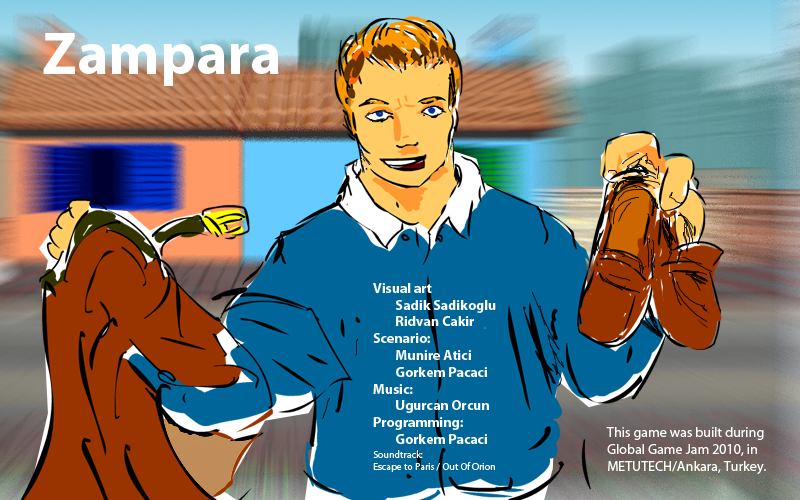 Zampara
Visual art
Sadik Sadikoglu
Ridvan Cakir
Scenario:
Munire Atici
Gorkem Pacaci
Music:
Ugurcan Orcun
Programming:
Gorkem Pacaci
Soundtrack:
Escape to Paris / Out Of Orion
This game was built during
Global Game Jam 2010, in
METUTECH/Ankara, Turkey.